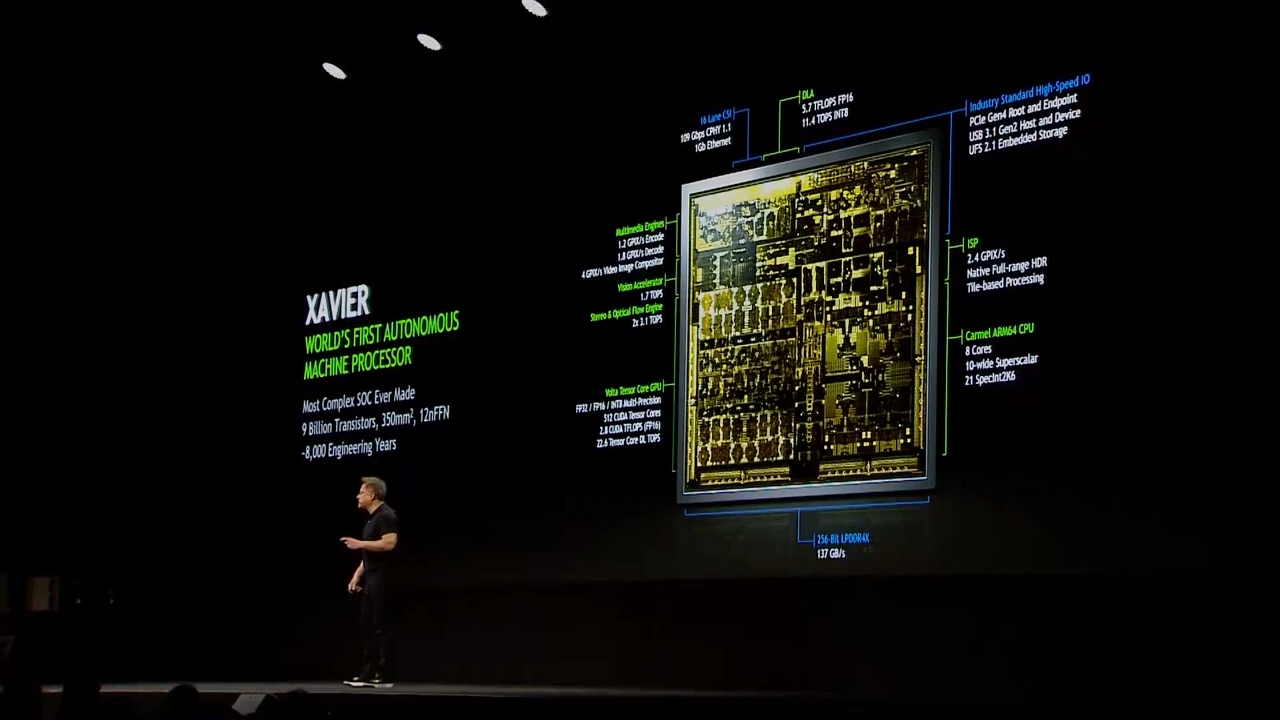 XAVIER
WORLD'S FIRST AUTONOMOUS
MACHINE PROCESSOR
Most Complex SOC Ever Made
9 Billion Transistors, 350mm², 12nFFN
~8,000 Engineering Years
16 Lane CSI
109 Gbps CPHY 1.1
1Gb Ethernet
DLA
5.7 TFLOPS FP16
11.4 TOPS INT8
Industry Standard High-Speed IO
PCIe Gen4 Root and Endpoint
USB 3.1 Gen2 Host and Device
UFS 2.1 Embedded Storage
Multimedia Engines
1.2 GPIX/s Encode
1.8 GPIX/s Decode
4 GPIX/s Video Image Compositor
Vision Accelerator
1.7 TOPS
Stereo & Optical Flow Engine
2x 3.1 TOPS
Volta Tensor Core GPU
FP32 / FP16 / INT8 Multi-Precision
512 CUDA Tensor Cores
2.8 CUDA TFLOPS (FP16)
22.6 Tensor Core DL TOPS
ISP
2.4 GPIX/s
Native Full-range HDR
Tile-based Processing
Carmel ARM64 CPU
8 Cores
10-wide Superscalar
21 SpecInt2K6
256-Bit LPDDR4X
137 GB/s